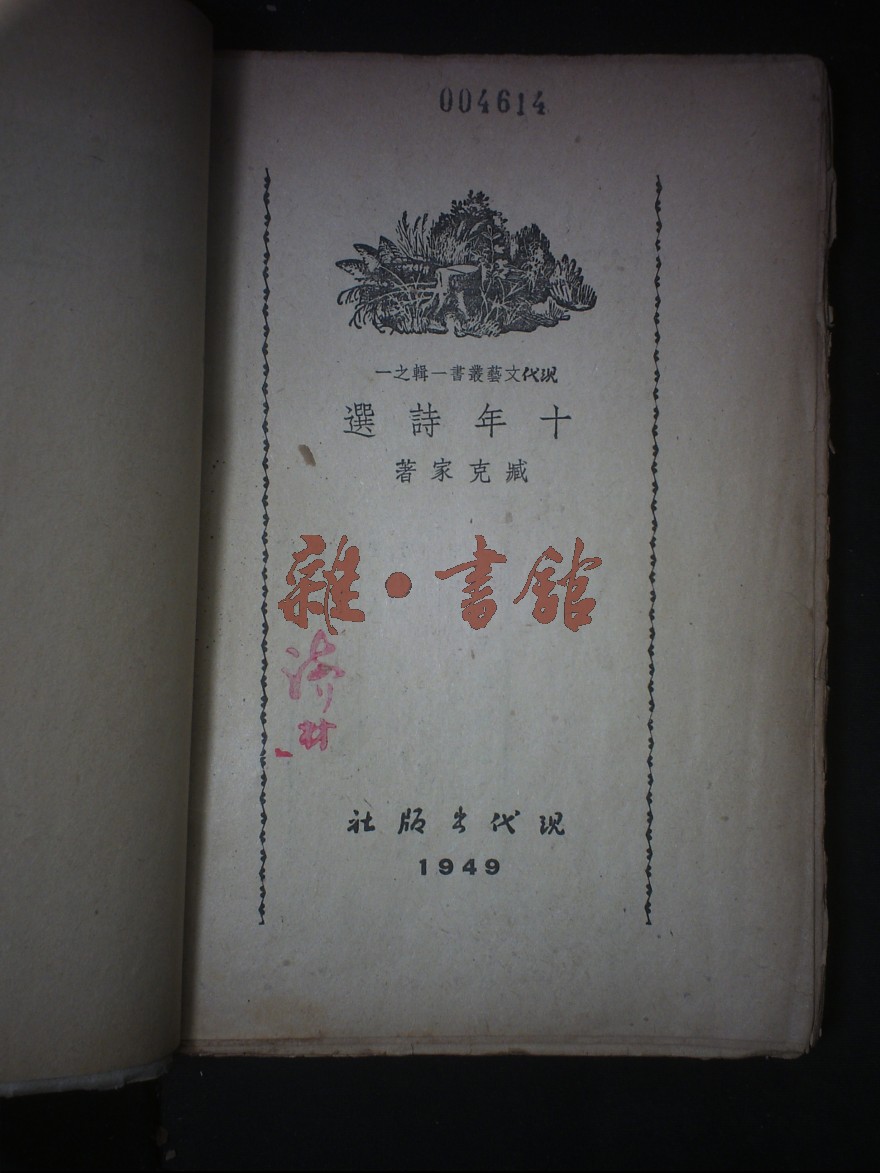 004614
現代文藝叢書一輯之一
十年詩選
臧克家著
雜·書館
濟
現代出版社
1949